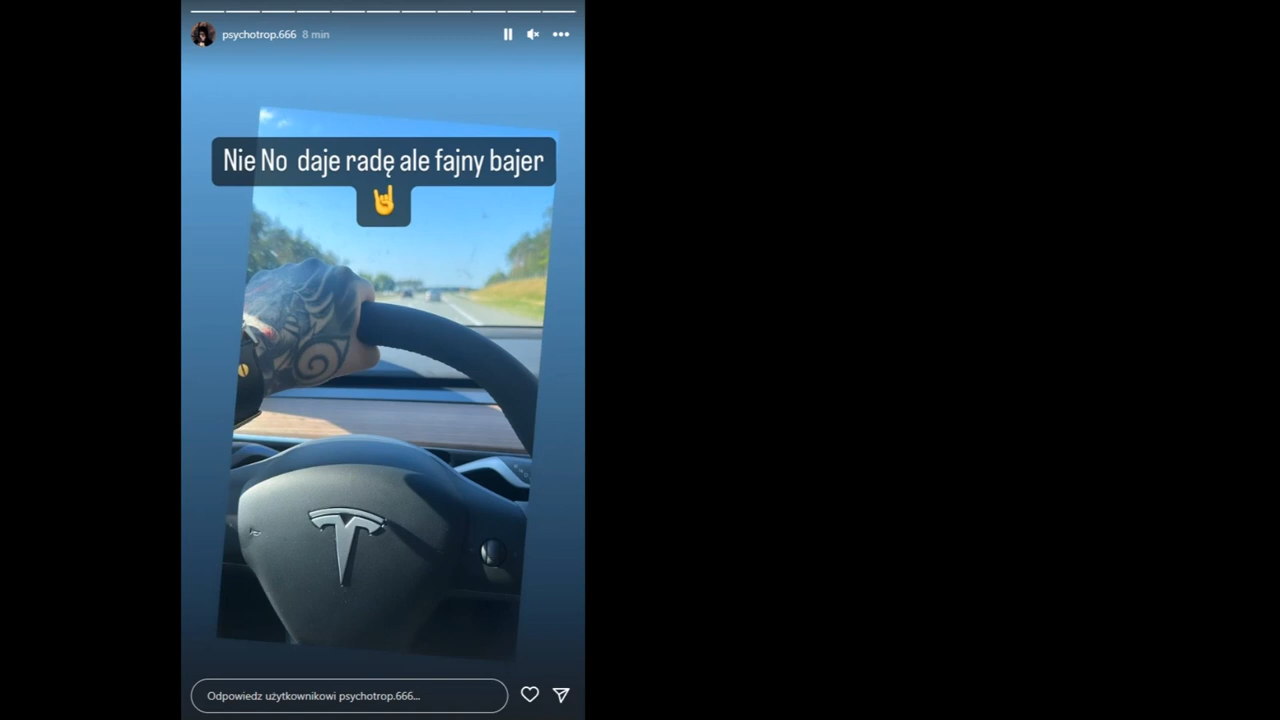 psychotrop.666 8 min
Nie No daje radę ale fajny bajer
🤘
Odpowiedz użytkownikowi psychotrop.666...